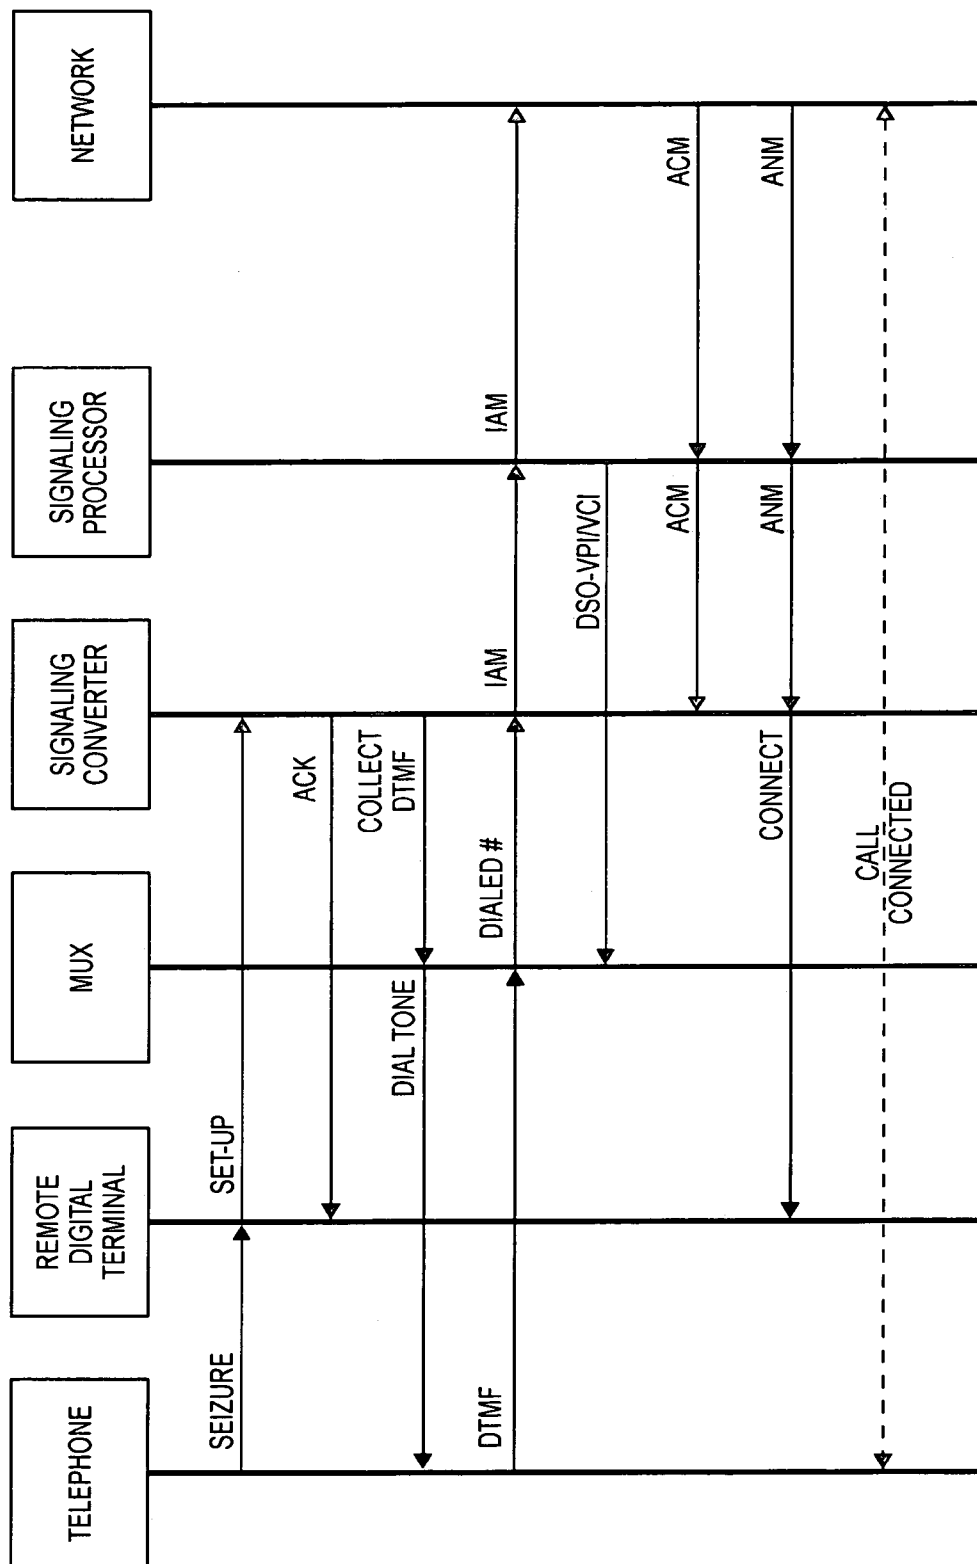 TELEPHONE
REMOTE
DIGITAL
TERMINAL
MUX
SIGNALING
CONVERTER
SIGNALING
PROCESSOR
NETWORK
SEIZURE
SET-UP
ACK
DIAL TONE
COLLECT
DTMF
DTMF
DIALED #
IAM
IAM
DSO-VPI/VCI
ACM
ACM
CONNECT
ANM
ANM
CALL
CONNECTED